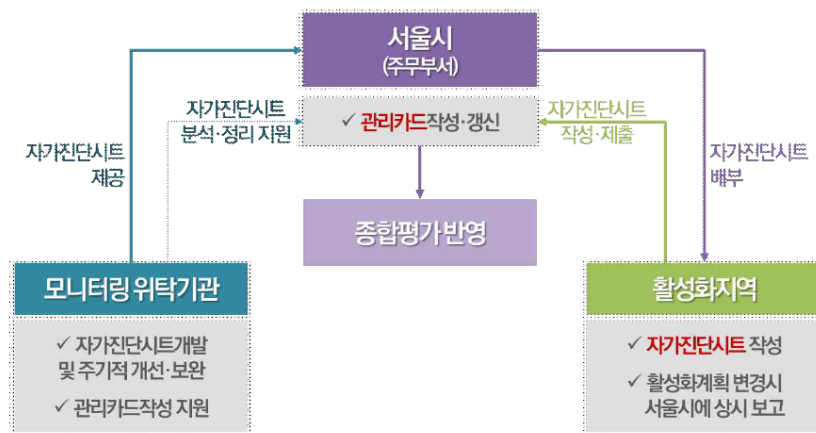 서울시
(주무부서)
✓ 관리카드작성·갱신
자가진단시트
분석·정리 지원
자가진단시트
작성·제출
자가진단시트
제공
자가진단시트
배부
종합평가 반영
모니터링 위탁기관
✓ 자가진단시트개발
및 주기적 개선·보완
✓ 관리카드작성 지원
활성화지역
✓ 자가진단시트 작성
✓ 활성화계획 변경시
서울시에 상시 보고